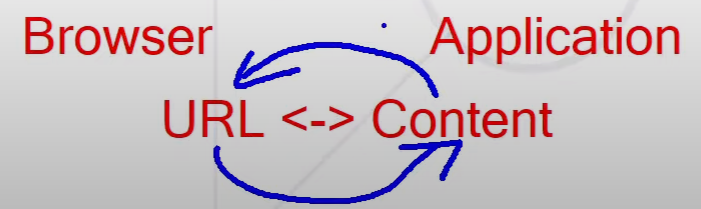 Browser Application
URL <-> Content